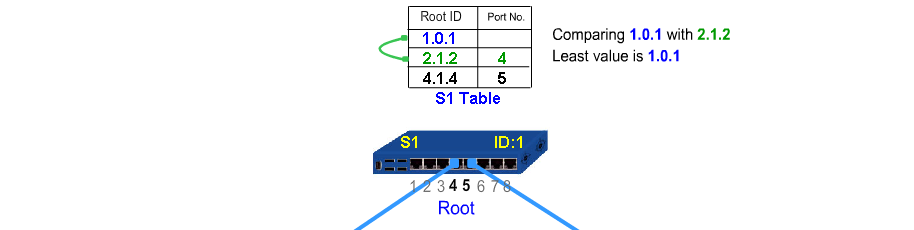 Root ID Port No.
1.0.1
2.1.2 4
4.1.4 5
S1 Table
Comparing 1.0.1 with 2.1.2
Least value is 1.0.1
S1 ID:1
1 2 3 4 5 6 7 8
Root